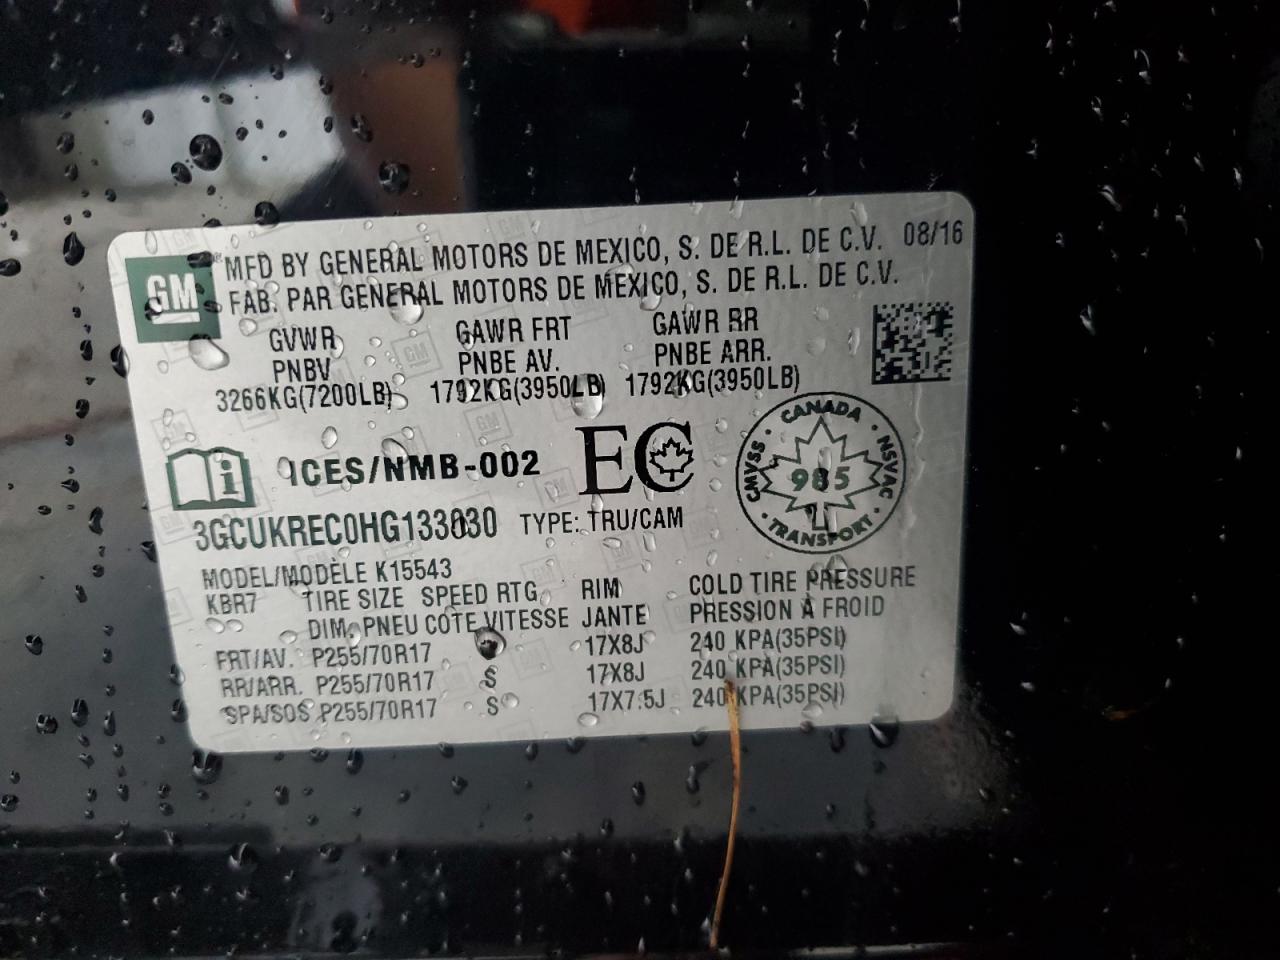 GM
MFD BY GENERAL MOTORS DE MEXICO, S. DE R.L. DE C.V. 08/16
FAB. PAR GENERAL MOTORS DE MEXICO, S. DE R.L. DE C.V.
GVWR GAWR FRT GAWR RR
PNBV PNBE AV. PNBE ARR.
3266KG(7200LB) 1792KG(3950LB) 1792KG(3950LB)
i ICES/NMB-002 EC
CANADA
CMVSS • NSVAC
985
TRANSPORT
TYPE: TRU/CAM
MODEL/MODÈLE K15543
KBR7 TIRE SIZE SPEED RTG RIM COLD TIRE PRESSURE
DIM. PNEU COTE VITESSE JANTE PRESSION À FROID
FRT/AV. P255/70R17 17X8J 240 KPA(35PSI)
RR/ARR. P255/70R17 S 17X8J 240 KPA(35PSI)
SPA/SOS P255/70R17 S 17X7.5J 240 KPA(35PSI)